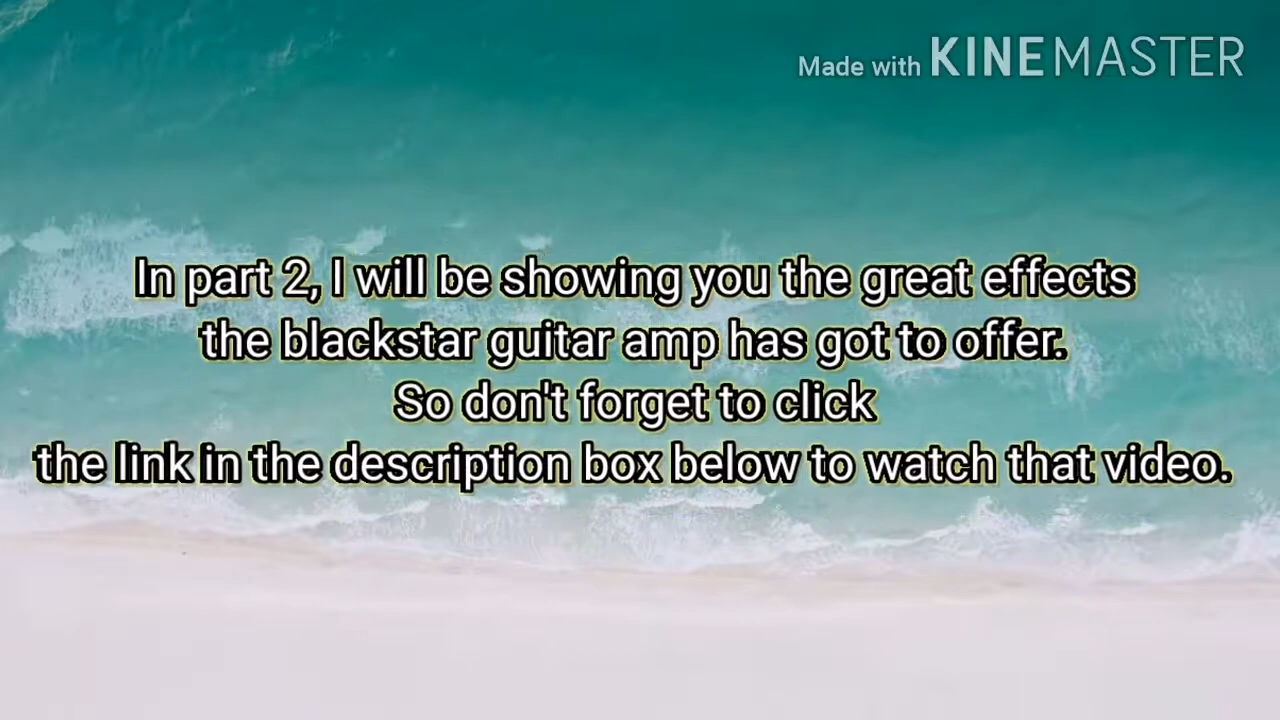 Made with KINEMASTER
In part 2, I will be showing you the great effects
the blackstar guitar amp has got to offer.
So don't forget to click
the link in the description box below to watch that video.